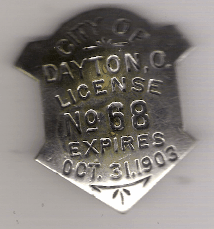 CITY OF
DAYTON, O.
LICENSE
No 68
EXPIRES
OCT. 31, 1903